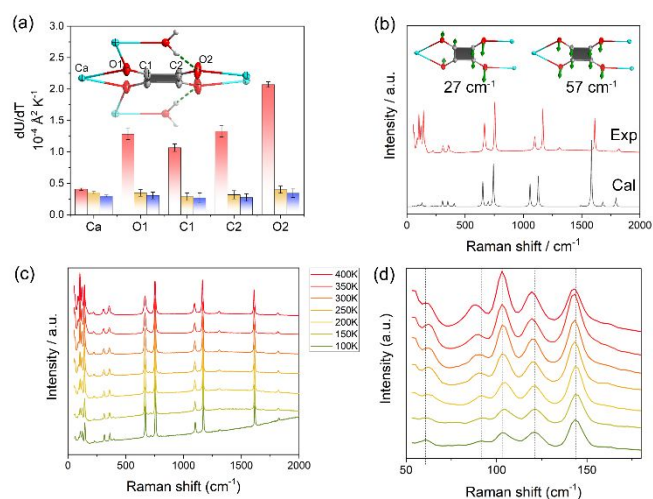 (a)
dU/dT
10⁻⁴ Å² K⁻¹
4.0
3.5
3.0
2.5
2.0
1.5
1.0
0.5
0.0
Ca
O1
C1
C2
O2
Ca O1 C1 C2 O2
(b)
Intensity / a.u.
27 cm⁻¹ 57 cm⁻¹
Exp
Cal
500 1000 1500 2000
Raman shift / cm⁻¹
(c)
Intensity / a.u.
400K
350K
300K
250K
200K
150K
100K
0 500 1000 1500 2000
Raman shift (cm⁻¹)
(d)
Intensity (a.u.)
50 100 150
Raman shift (cm⁻¹)